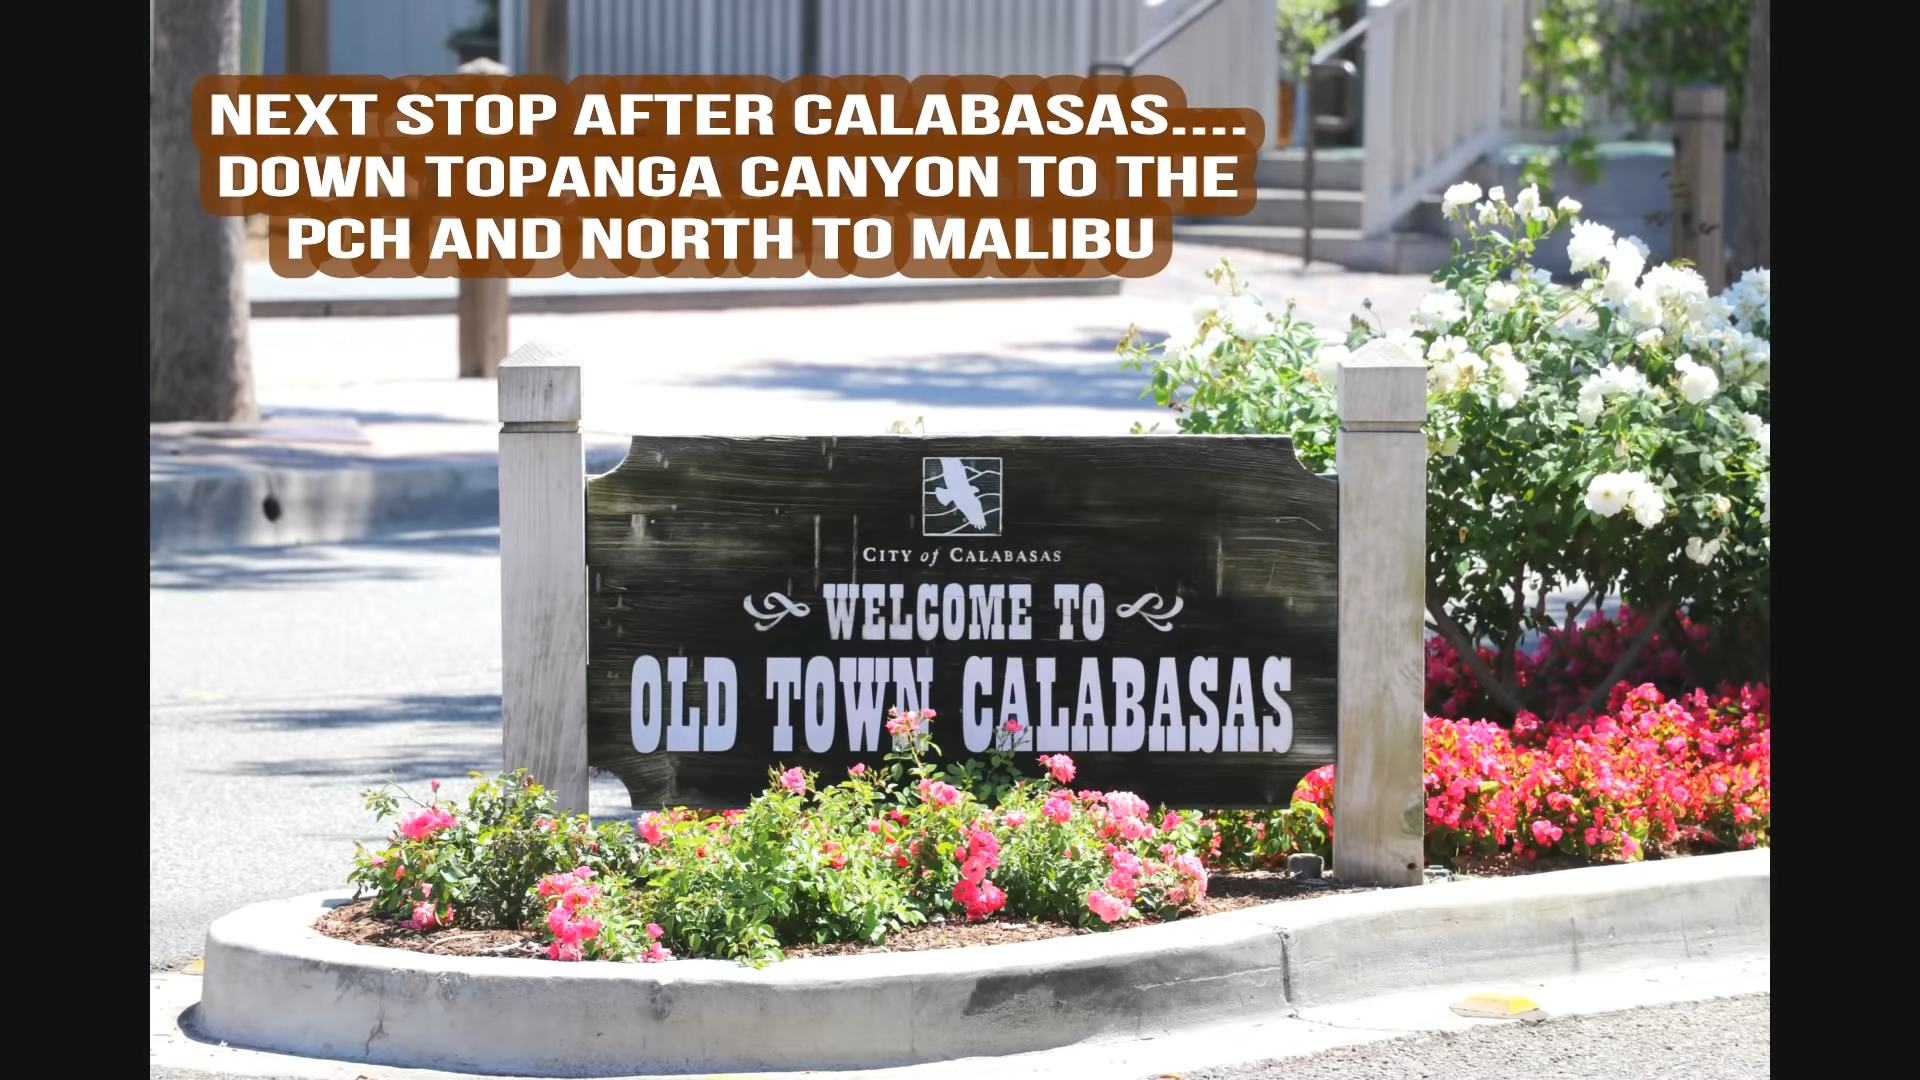 NEXT STOP AFTER CALABASAS....
DOWN TOPANGA CANYON TO THE
PCH AND NORTH TO MALIBU
CITY of CALABASAS
WELCOME TO
OLD TOWN CALABASAS